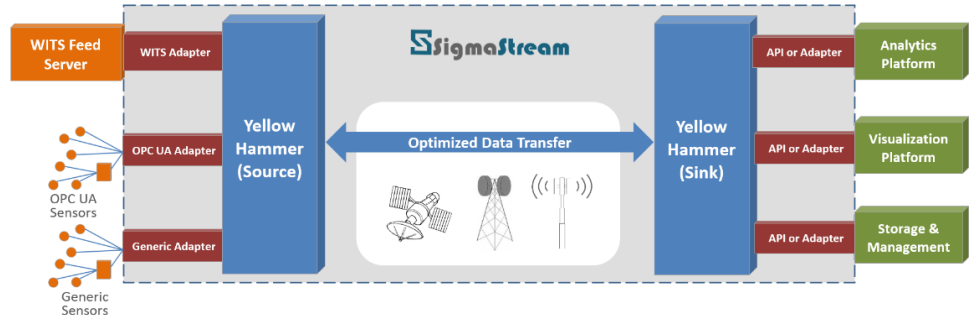 WITS Feed
Server
WITS Adapter
OPC UA Adapter
OPC UA
Sensors
Generic Adapter
Generic
Sensors
Yellow
Hammer
(Source)
SigmaStream
Optimized Data Transfer
Yellow
Hammer
(Sink)
API or Adapter
Analytics
Platform
API or Adapter
Visualization
Platform
API or Adapter
Storage &
Management